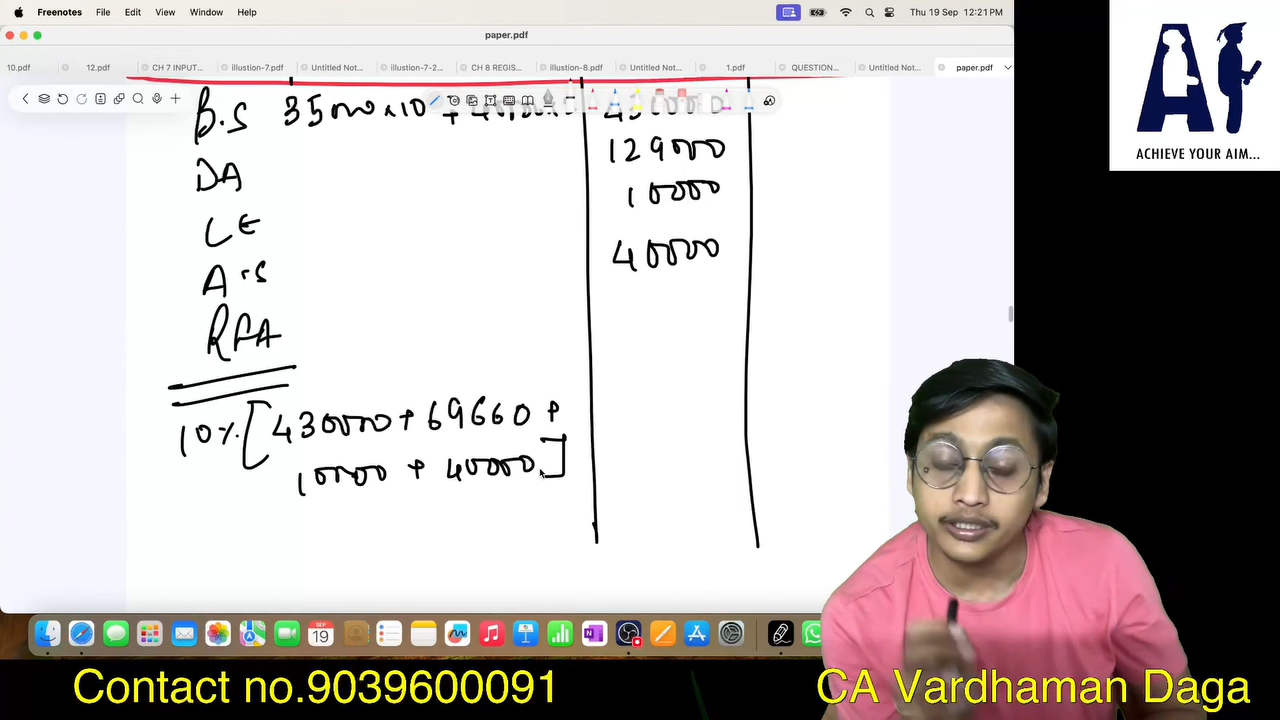 Freenotes File Edit View Window Help Thu 19 Sep 12:21 PM
paper.pdf
10.pdf 12.pdf CH 7 INPUT... illustion-7.pdf Untitled Not... illustion-7-2... CH 8 REGIS... illustion-8.pdf Untitled Not... 1.pdf QUESTION... Untitled Not... paper.pdf
B.S 35000x10 +
DA 129000
LE 10000
A.S 40000
RFA
10% [430000 + 69660 +
10000 + 40000]
SEP
19
ACHIEVE YOUR AIM...
Contact no.9039600091
CA Vardhaman Daga